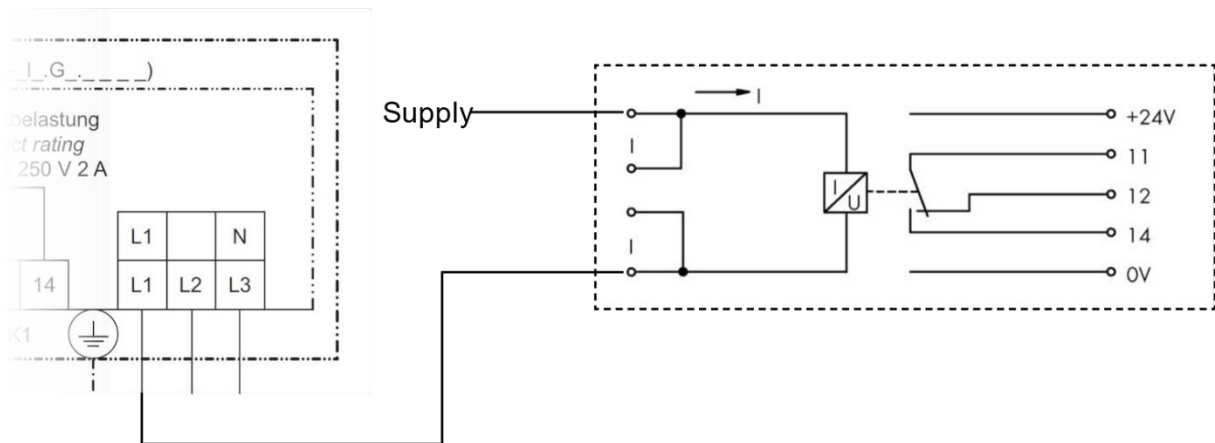 _I_.G_._ _ _ _)
belastung
ct rating
250 V 2 A
L1 N
14 L1 L2 L3
K1
Supply
I
I
I
I
U
+24V
11
12
14
0V